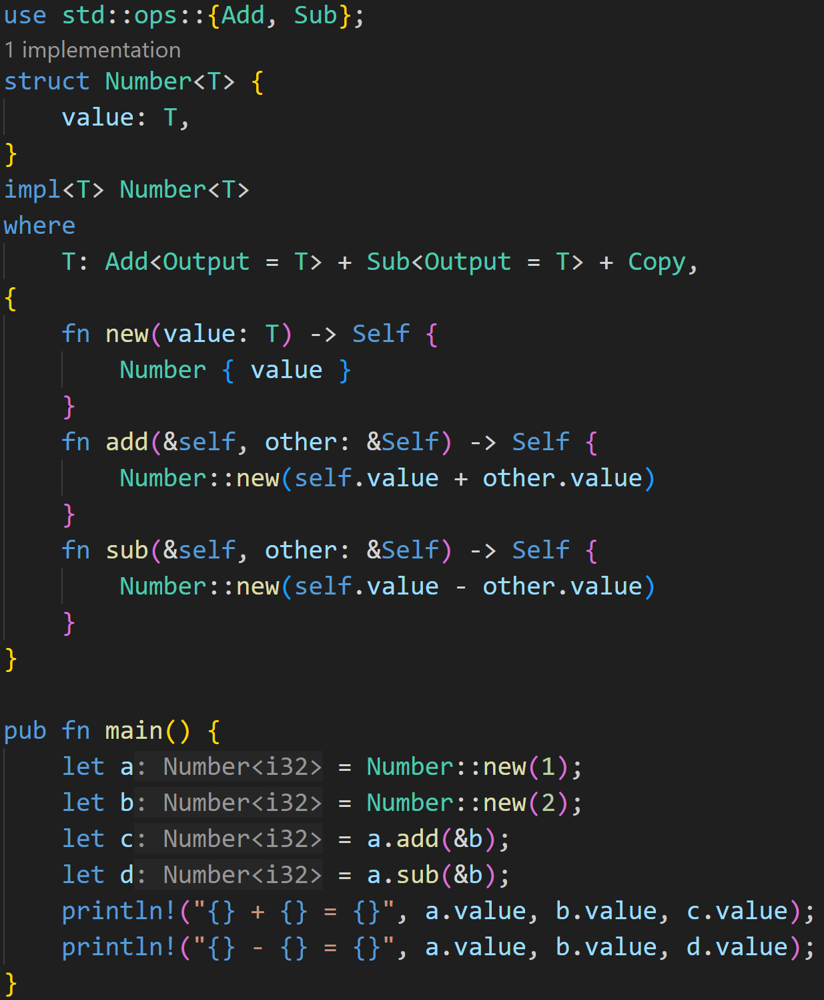 use std::ops::{Add, Sub};
1 implementation
struct Number<T> {
    value: T,
}
impl<T> Number<T>
where
    T: Add<Output = T> + Sub<Output = T> + Copy,
{
    fn new(value: T) -> Self {
        Number { value }
    }
    fn add(&self, other: &Self) -> Self {
        Number::new(self.value + other.value)
    }
    fn sub(&self, other: &Self) -> Self {
        Number::new(self.value - other.value)
    }
}

pub fn main() {
    let a: Number<i32> = Number::new(1);
    let b: Number<i32> = Number::new(2);
    let c: Number<i32> = a.add(&b);
    let d: Number<i32> = a.sub(&b);
    println!("{} + {} = {}", a.value, b.value, c.value);
    println!("{} - {} = {}", a.value, b.value, d.value);
}